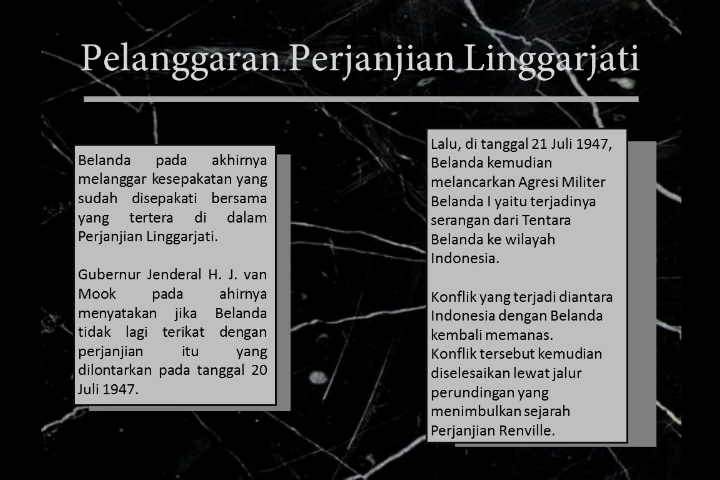 Pelanggaran Perjanjian Linggarjati
Belanda pada akhirnya
melanggar kesepakatan yang
sudah disepakati bersama
yang tertera di dalam
Perjanjian Linggarjati.
Gubernur Jenderal H. J. van
Mook pada ahirnya
menyatakan jika Belanda
tidak lagi terikat dengan
perjanjian itu yang
dilontarkan pada tanggal 20
Juli 1947.
Lalu, di tanggal 21 Juli 1947,
Belanda kemudian
melancarkan Agresi Militer
Belanda I yaitu terjadinya
serangan dari Tentara
Belanda ke wilayah
Indonesia.
Konflik yang terjadi diantara
Indonesia dengan Belanda
kembali memanas.
Konflik tersebut kemudian
diselesaikan lewat jalur
perundingan yang
menimbulkan sejarah
Perjanjian Renville.